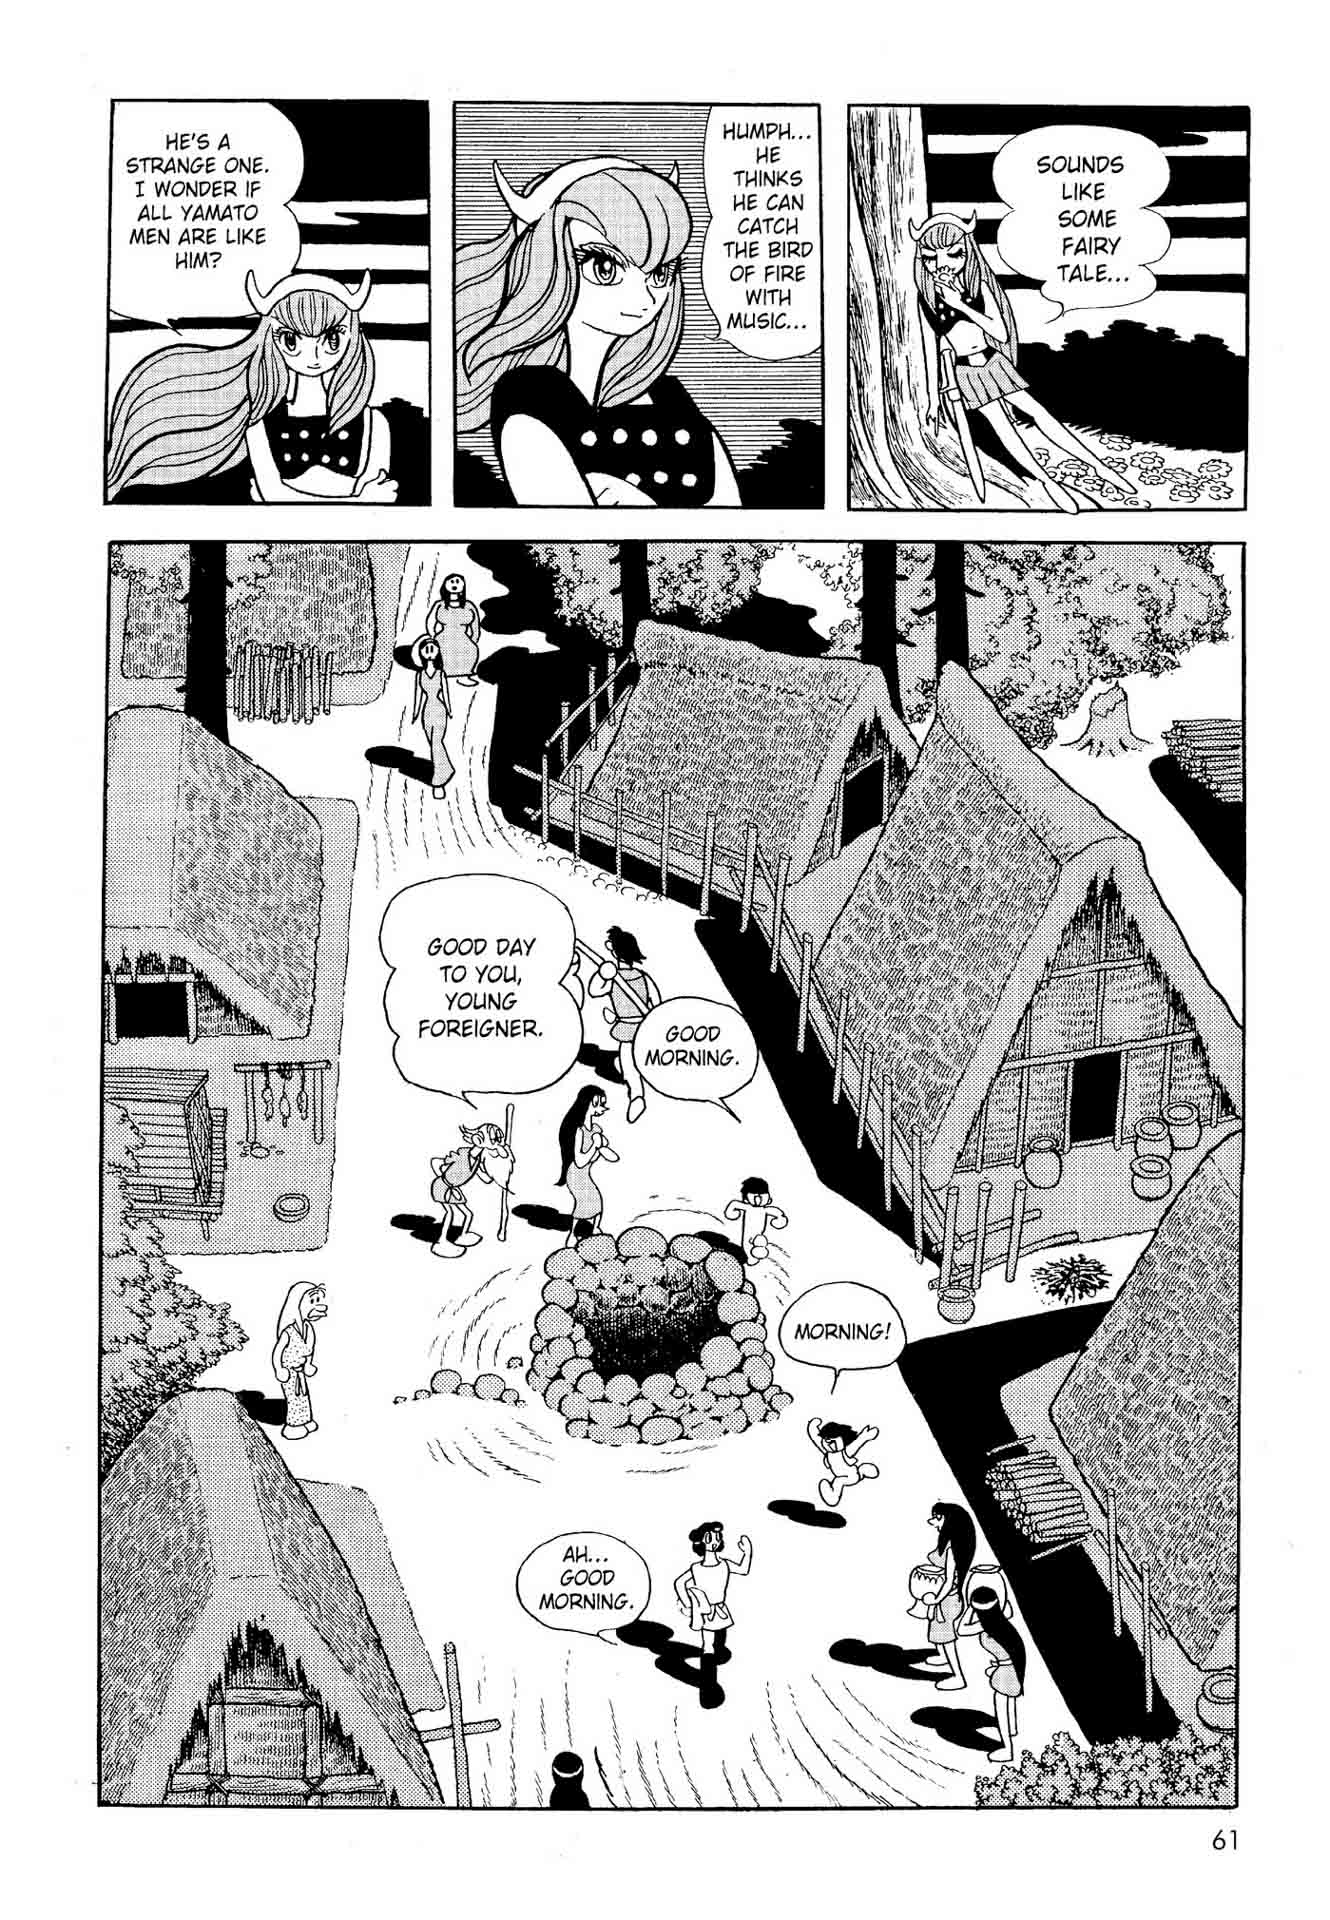 HE'S A
STRANGE ONE.
I WONDER IF
ALL YAMATO
MEN ARE LIKE
HIM?
HUMPH...
HE
THINKS
HE CAN
CATCH
THE BIRD
OF FIRE
WITH
MUSIC...
SOUNDS
LIKE
SOME
FAIRY
TALE...
GOOD DAY
TO YOU,
YOUNG
FOREIGNER.
GOOD
MORNING.
MORNING!
AH...
GOOD
MORNING.
61